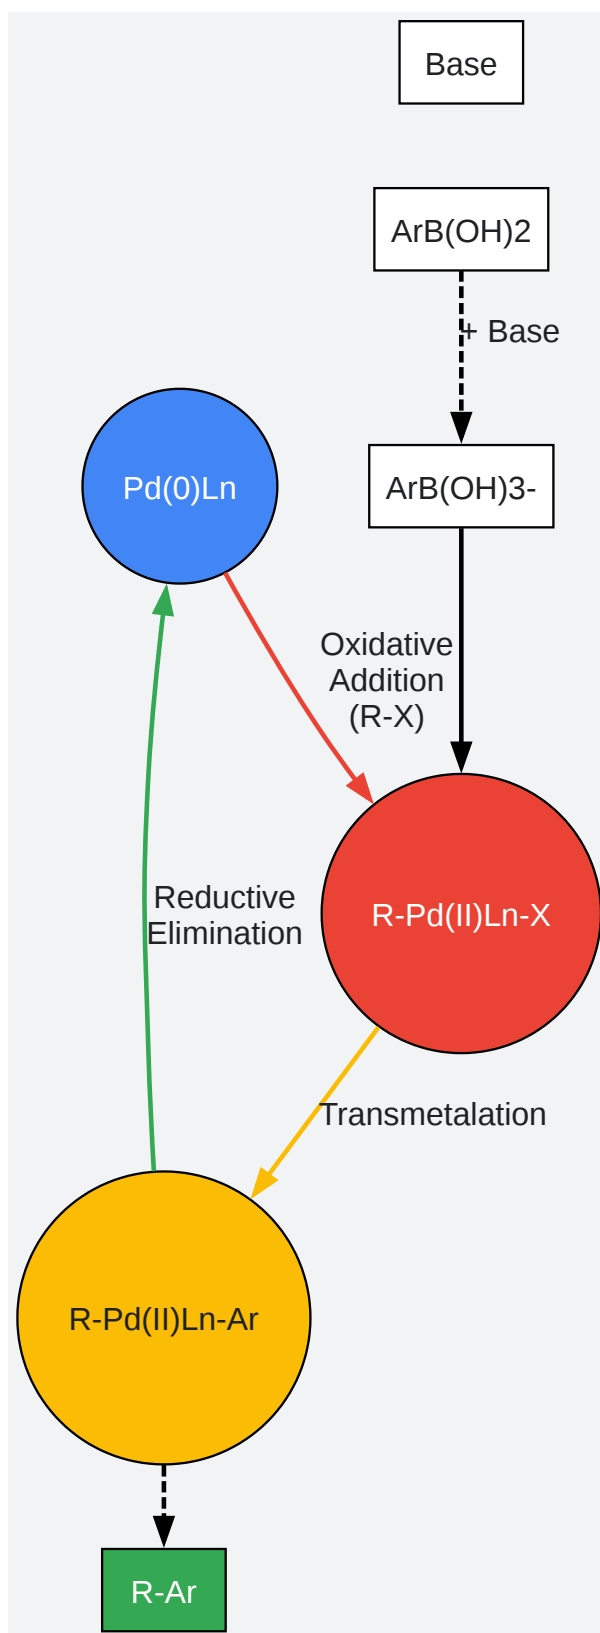 Base
ArB(OH)2
+ Base
Pd(0)Ln
ArB(OH)3-
Oxidative
Addition
(R-X)
Reductive
Elimination
R-Pd(II)Ln-X
Transmetalation
R-Pd(II)Ln-Ar
R-Ar